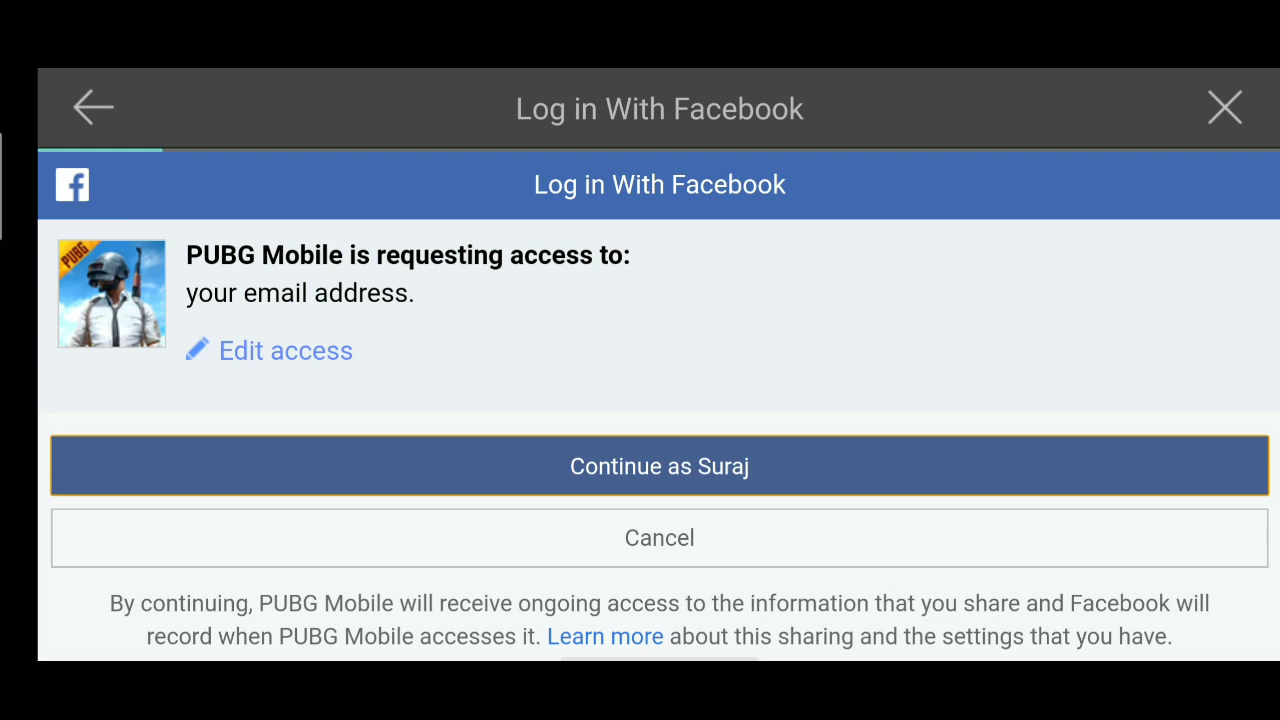 Log in With Facebook
Log in With Facebook
PUBG
PUBG Mobile is requesting access to:
your email address.
Edit access
Continue as Suraj
Cancel
By continuing, PUBG Mobile will receive ongoing access to the information that you share and Facebook will
record when PUBG Mobile accesses it. Learn more about this sharing and the settings that you have.